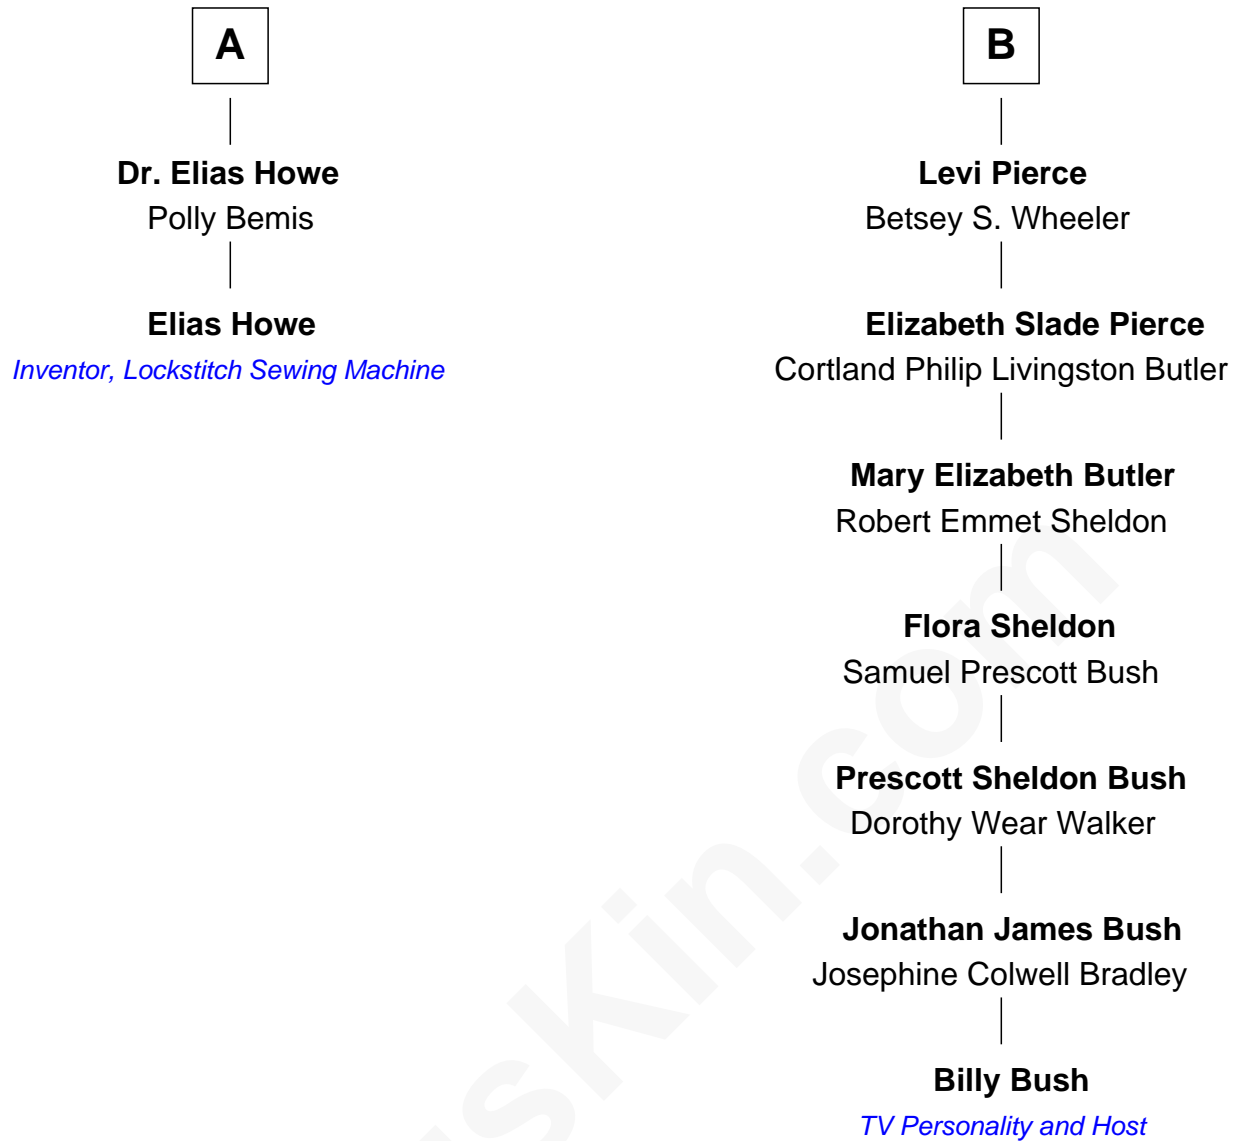 A
Dr. Elias Howe
Polly Bemis
Elias Howe
Inventor, Lockstitch Sewing Machine
B
Levi Pierce
Betsey S. Wheeler
Elizabeth Slade Pierce
Cortland Philip Livingston Butler
Mary Elizabeth Butler
Robert Emmet Sheldon
Flora Sheldon
Samuel Prescott Bush
Prescott Sheldon Bush
Dorothy Wear Walker
Jonathan James Bush
Josephine Colwell Bradley
Billy Bush
TV Personality and Host